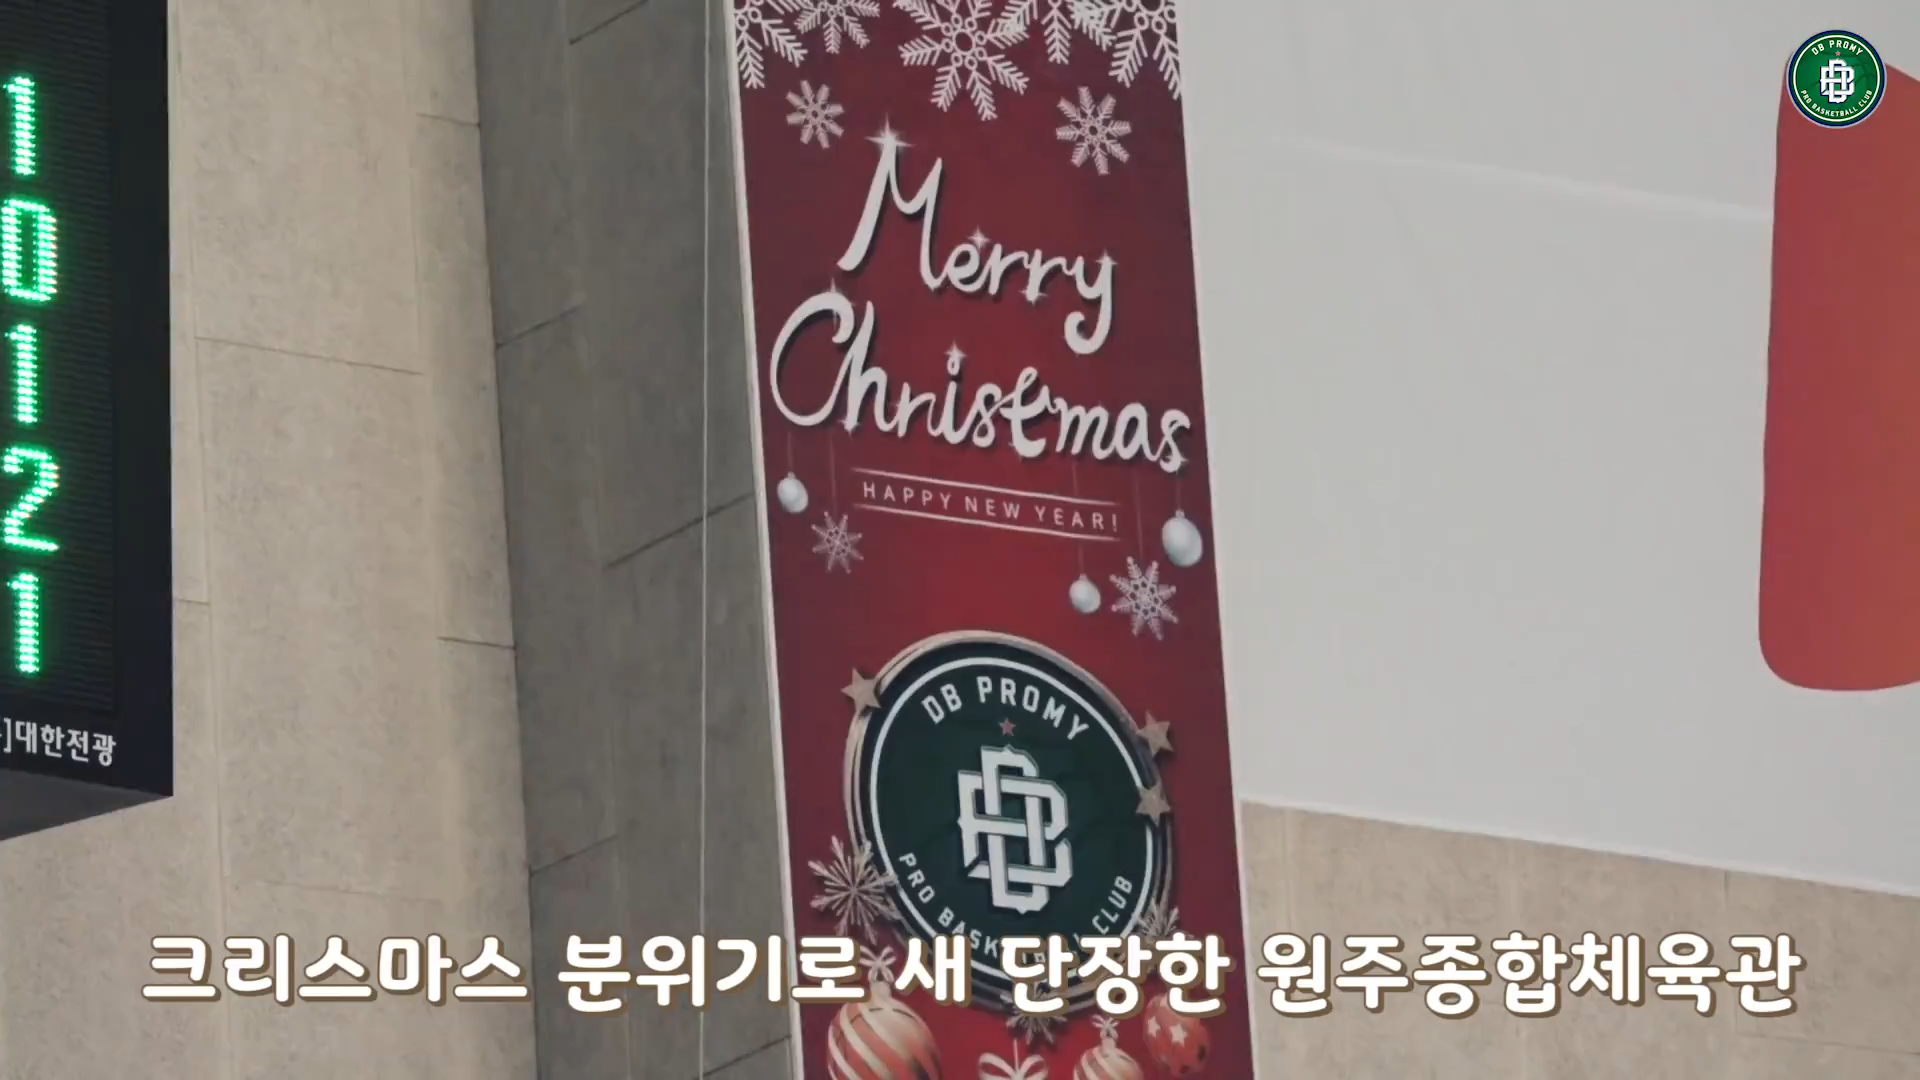 1
0
1
2
1
]대한전광
Merry
Christmas
HAPPY NEW YEAR!
DB PROMY
PRO BASKETBALL CLUB
DB PROMY
PRO BASKETBALL CLUB
크리스마스 분위기로 새 단장한 원주종합체육관